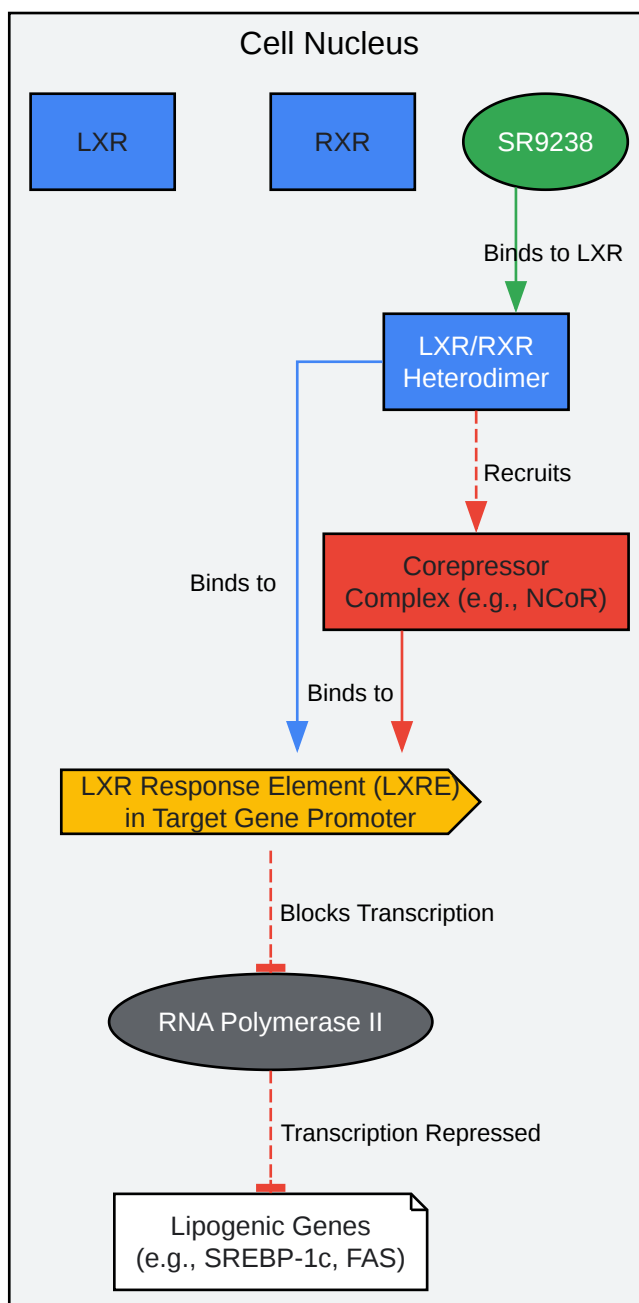 Cell Nucleus
LXR
RXR
SR9238
Binds to LXR
LXR/RXR
Heterodimer
Recruits
Corepressor
Complex (e.g., NCoR)
Binds to
Binds to
LXR Response Element (LXRE)
in Target Gene Promoter
Blocks Transcription
RNA Polymerase II
Transcription Repressed
Lipogenic Genes
(e.g., SREBP-1c, FAS)